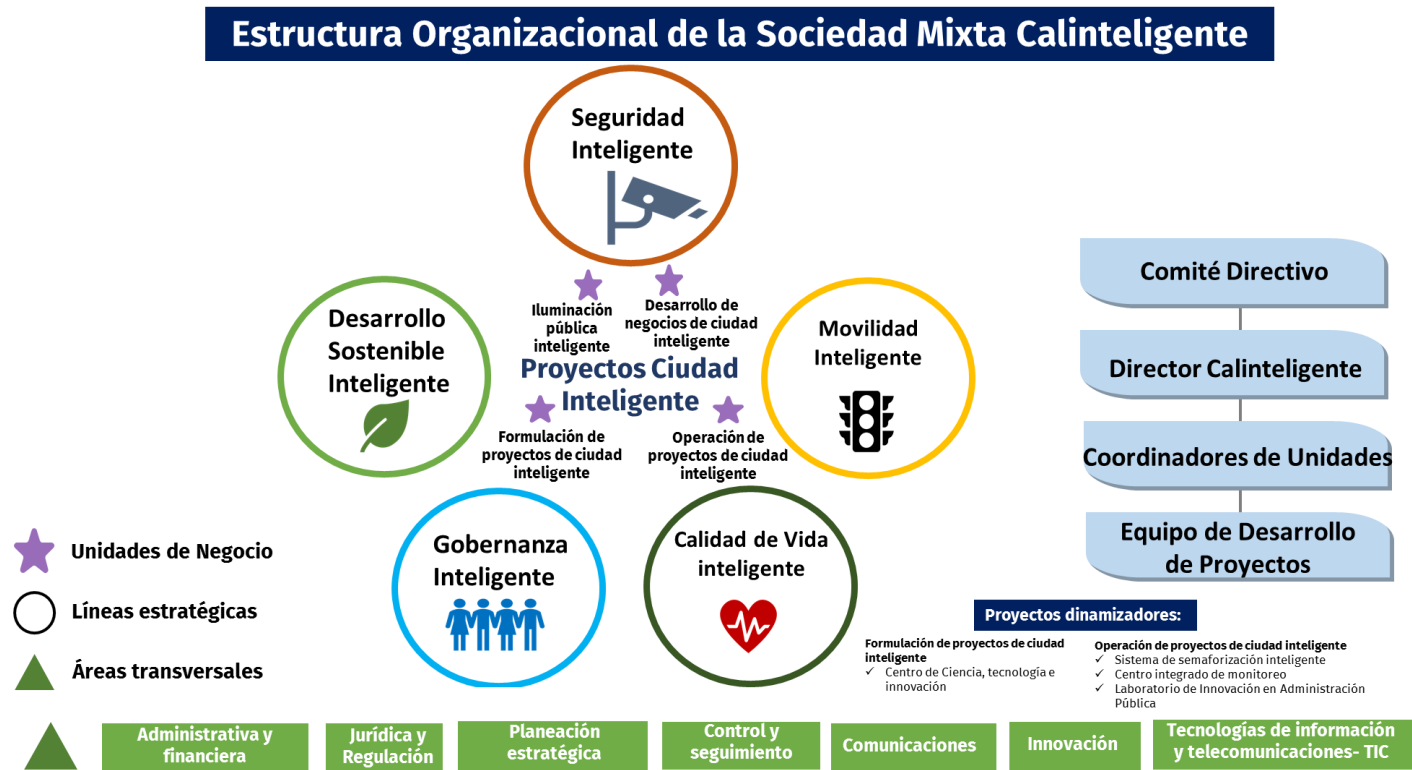 Estructura Organizacional de la Sociedad Mixta Calinteligente
Seguridad
Inteligente
Iluminación
pública
inteligente
Desarrollo de
negocios de ciudad
inteligente
Desarrollo
Sostenible
Inteligente
Proyectos Ciudad
Inteligente
Movilidad
Inteligente
Formulación de
proyectos de ciudad
inteligente
Operación de
proyectos de ciudad
inteligente
Gobernanza
Inteligente
Calidad de Vida
inteligente
Comité Directivo
Director Calinteligente
Coordinadores de Unidades
Equipo de Desarrollo
de Proyectos
Unidades de Negocio
Líneas estratégicas
Áreas transversales
Proyectos dinamizadores:
Formulación de proyectos de ciudad
inteligente
✓ Centro de Ciencia, tecnología e
innovación
Operación de proyectos de ciudad inteligente
✓ Sistema de semaforización inteligente
✓ Centro integrado de monitoreo
✓ Laboratorio de Innovación en Administración
Pública
Administrativa y
financiera
Jurídica y
Regulación
Planeación
estratégica
Control y
seguimiento
Comunicaciones
Innovación
Tecnologías de información
y telecomunicaciones- TIC